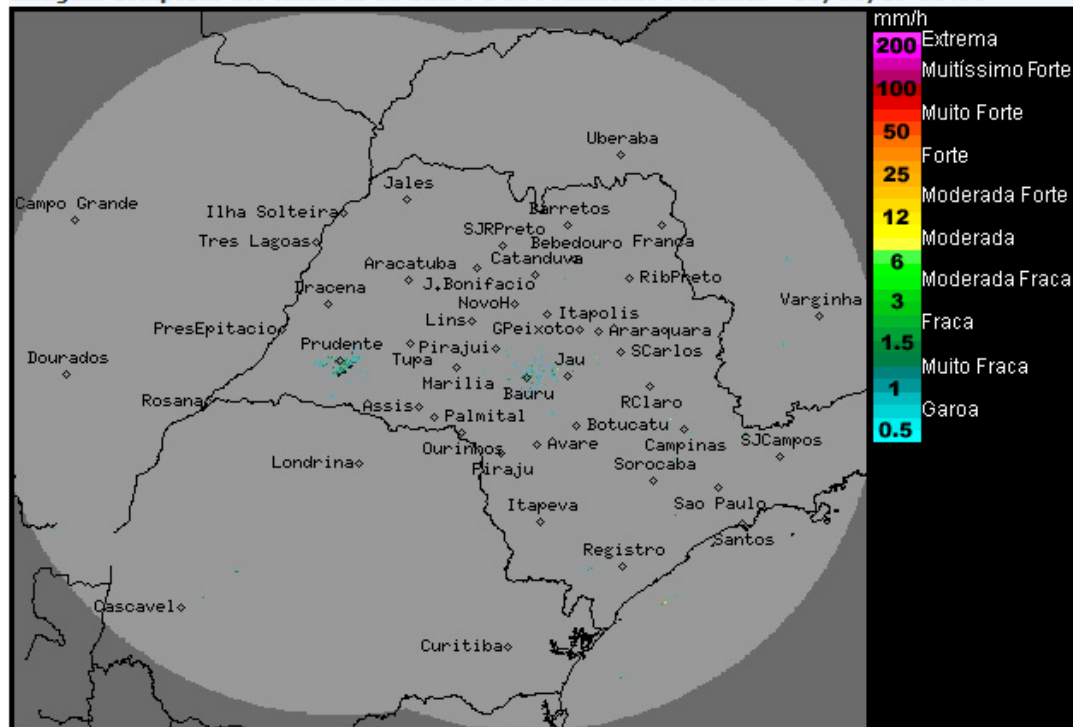 mm/h
200 Extrema
Muitíssimo Forte
100
Muito Forte
50
Forte
25
Moderada Forte
12
Moderada
6
Moderada Fraca
3
Fraca
1.5
Muito Fraca
1
Garoa
0.5
Uberaba
Jales
Campo Grande
Ilha Solteira
Barretos
Tres Lagoas
SJRPreto
Bebedouro
Franca
Aracatuba
Catanduva
J.Bonifacio
RibPreto
Dracena
NovoH
Varginha
Itapolis
Lins
PresEpitacio
GPeixoto
Araraquara
Prudente
Pirajui
SCarlos
Dourados
Tupa
Jau
Marilia
Bauru
Rosana
Assis
RClaro
Palmital
Botucatu
Campinas
SJCampos
Ourinhos
Avare
Londrina
Piraju
Sorocaba
Itapeva
Sao Paulo
Santos
Registro
Cascavel
Curitiba